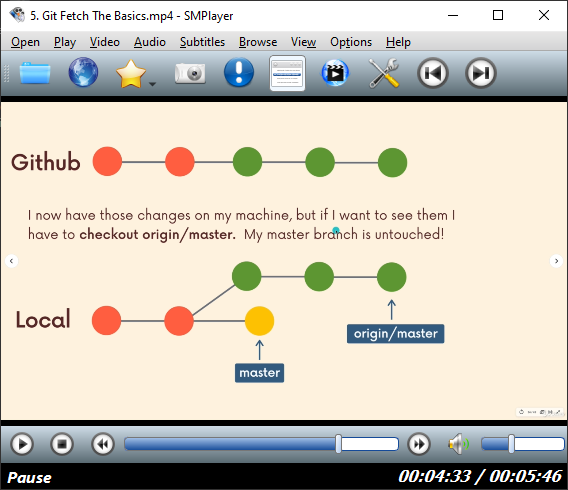 5. Git Fetch The Basics.mp4 - SMPlayer
Open Play Video Audio Subtitles Browse View Options Help
Github
I now have those changes on my machine, but if I want to see them I
have to checkout origin/master. My master branch is untouched!
Local
origin/master
master
Pause
00:04:33 / 00:05:46